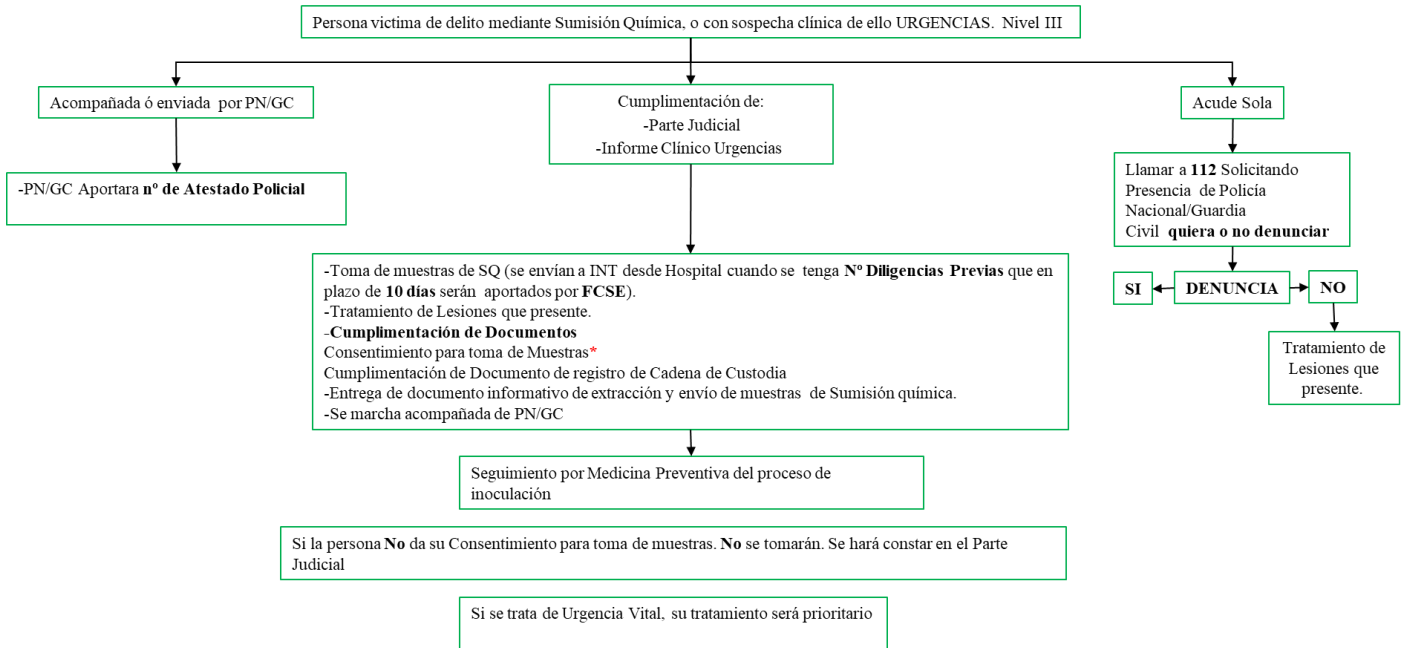 Persona victima de delito mediante Sumisión Química, o con sospecha clínica de ello URGENCIAS. Nivel III
Acompañada ó enviada por PN/GC
-PN/GC Aportara nº de Atestado Policial
Cumplimentación de:
-Parte Judicial
-Informe Clínico Urgencias
Acude Sola
Llamar a 112 Solicitando
Presencia de Policía
Nacional/Guardia
Civil quiera o no denunciar
SI
DENUNCIA
NO
Tratamiento de
Lesiones que
presente.
-Toma de muestras de SQ (se envían a INT desde Hospital cuando se tenga Nº Diligencias Previas que en
plazo de 10 días serán aportados por FCSE).
-Tratamiento de Lesiones que presente.
-Cumplimentación de Documentos
Consentimiento para toma de Muestras*
Cumplimentación de Documento de registro de Cadena de Custodia
-Entrega de documento informativo de extracción y envío de muestras de Sumisión química.
-Se marcha acompañada de PN/GC
Seguimiento por Medicina Preventiva del proceso de
inoculación
Si la persona No da su Consentimiento para toma de muestras. No se tomarán. Se hará constar en el Parte
Judicial
Si se trata de Urgencia Vital, su tratamiento será prioritario